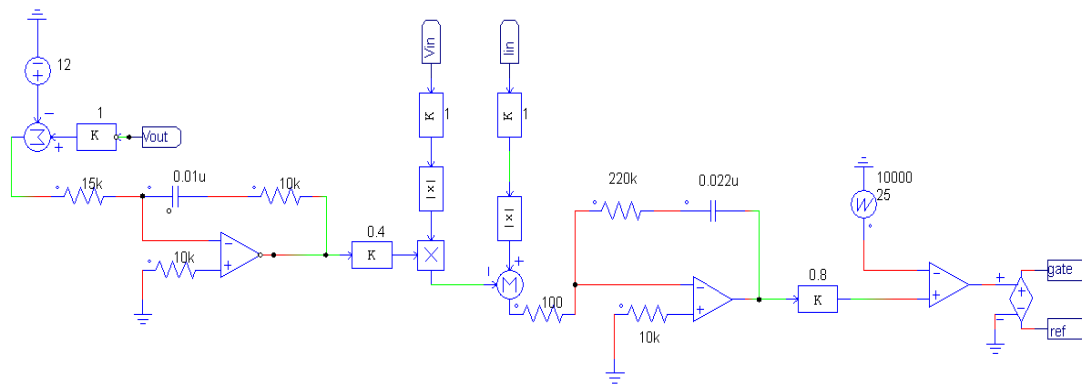 Vin
Iin
12
1
K
Vout
K
1
K
1
Σ
0.01u
15k
10k
|x|
|x|
220k
0.022u
10000
25
10k
0.4
K
X
M
100
10k
0.8
K
gate
ref